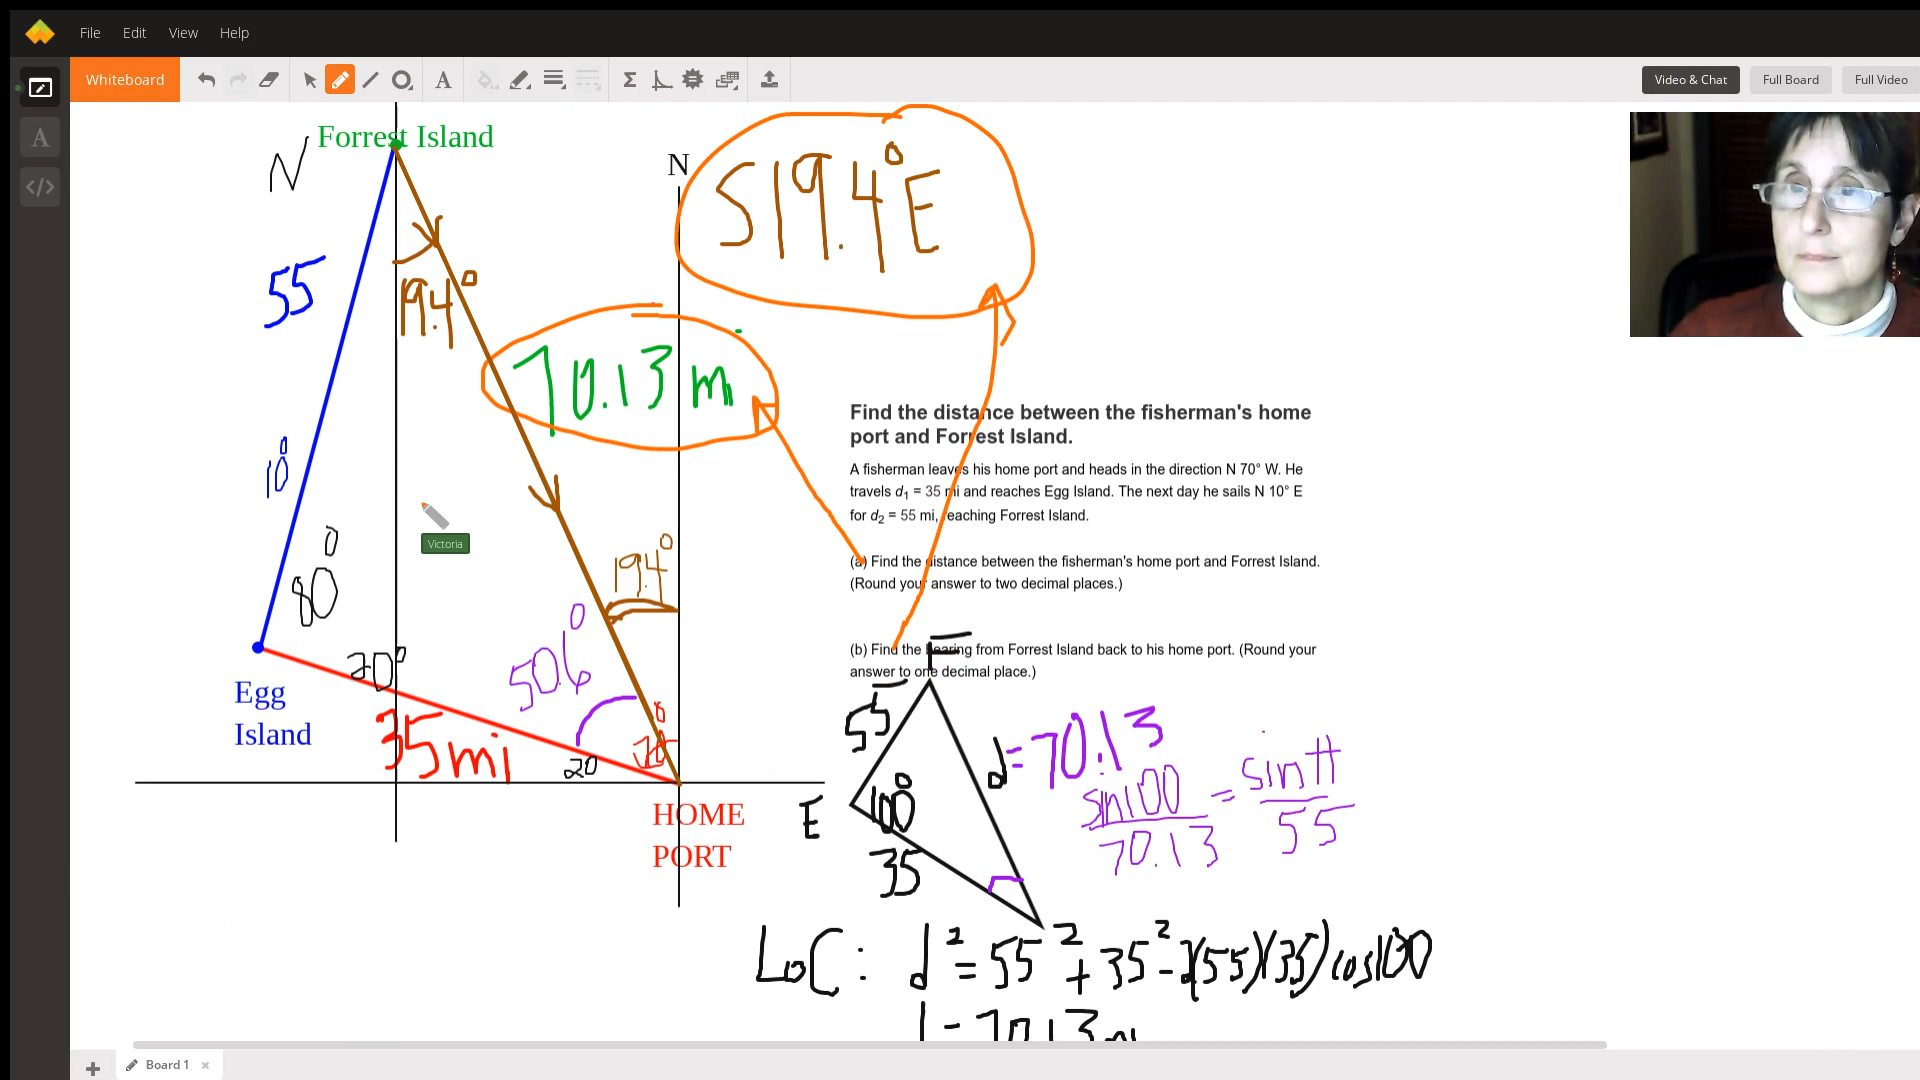 File Edit View Help
Whiteboard
A
Σ
Video & Chat
Full Board
Full Video
A
</>
N
Forrest Island
N
S19.4°E
55
19.4°
70.13 mi
10°
Victoria
80°
19.4°
50.6°
20°
Egg
Island
35 mi
20
70°
HOME
PORT
Find the distance between the fisherman's home
port and Forrest Island.
A fisherman leaves his home port and heads in the direction N 70° W. He
travels d1 = 35 mi and reaches Egg Island. The next day he sails N 10° E
for d2 = 55 mi, reaching Forrest Island.
(a) Find the distance between the fisherman's home port and Forrest Island.
(Round your answer to two decimal places.)
(b) Find the bearing from Forrest Island back to his home port. (Round your
answer to one decimal place.)
F
55
d = 70.13
E
100°
35
sin100/70.13 = sinH/55
LoC: d² = 55² + 35² - 2(55)(35) cos100
d = 70.13 mi
Board 1